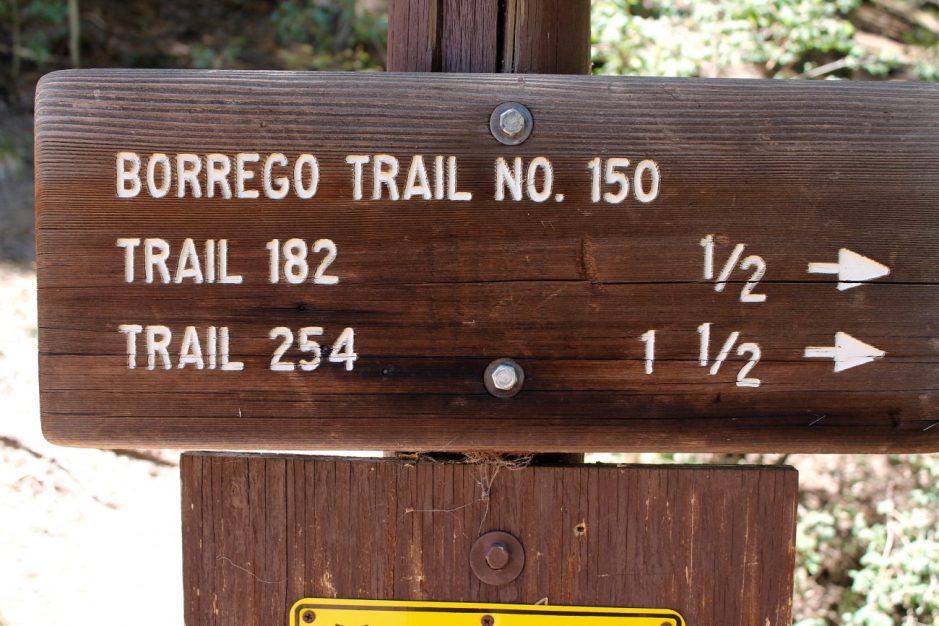 BORREGO TRAIL NO. 150
TRAIL 182 1/2 →
TRAIL 254 1 1/2 →